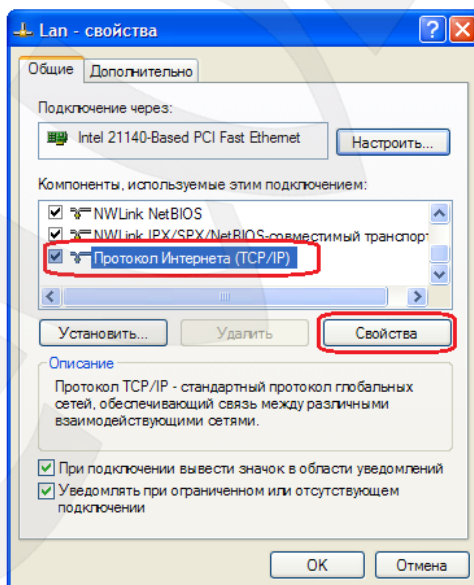 Lan - свойства
Общие Дополнительно
Подключение через:
Intel 21140-Based PCI Fast Ethernet Настроить...
Компоненты, используемые этим подключением:
NWLink NetBIOS
NWLink IPX/SPX/NetBIOS-совместимый транспорт
Протокол Интернета (TCP/IP)
Установить... Удалить Свойства
Описание
Протокол TCP/IP - стандартный протокол глобальных
сетей, обеспечивающий связь между различными
взаимодействующими сетями.
При подключении вывести значок в области уведомлений
Уведомлять при ограниченном или отсутствующем
подключении
OK Отмена